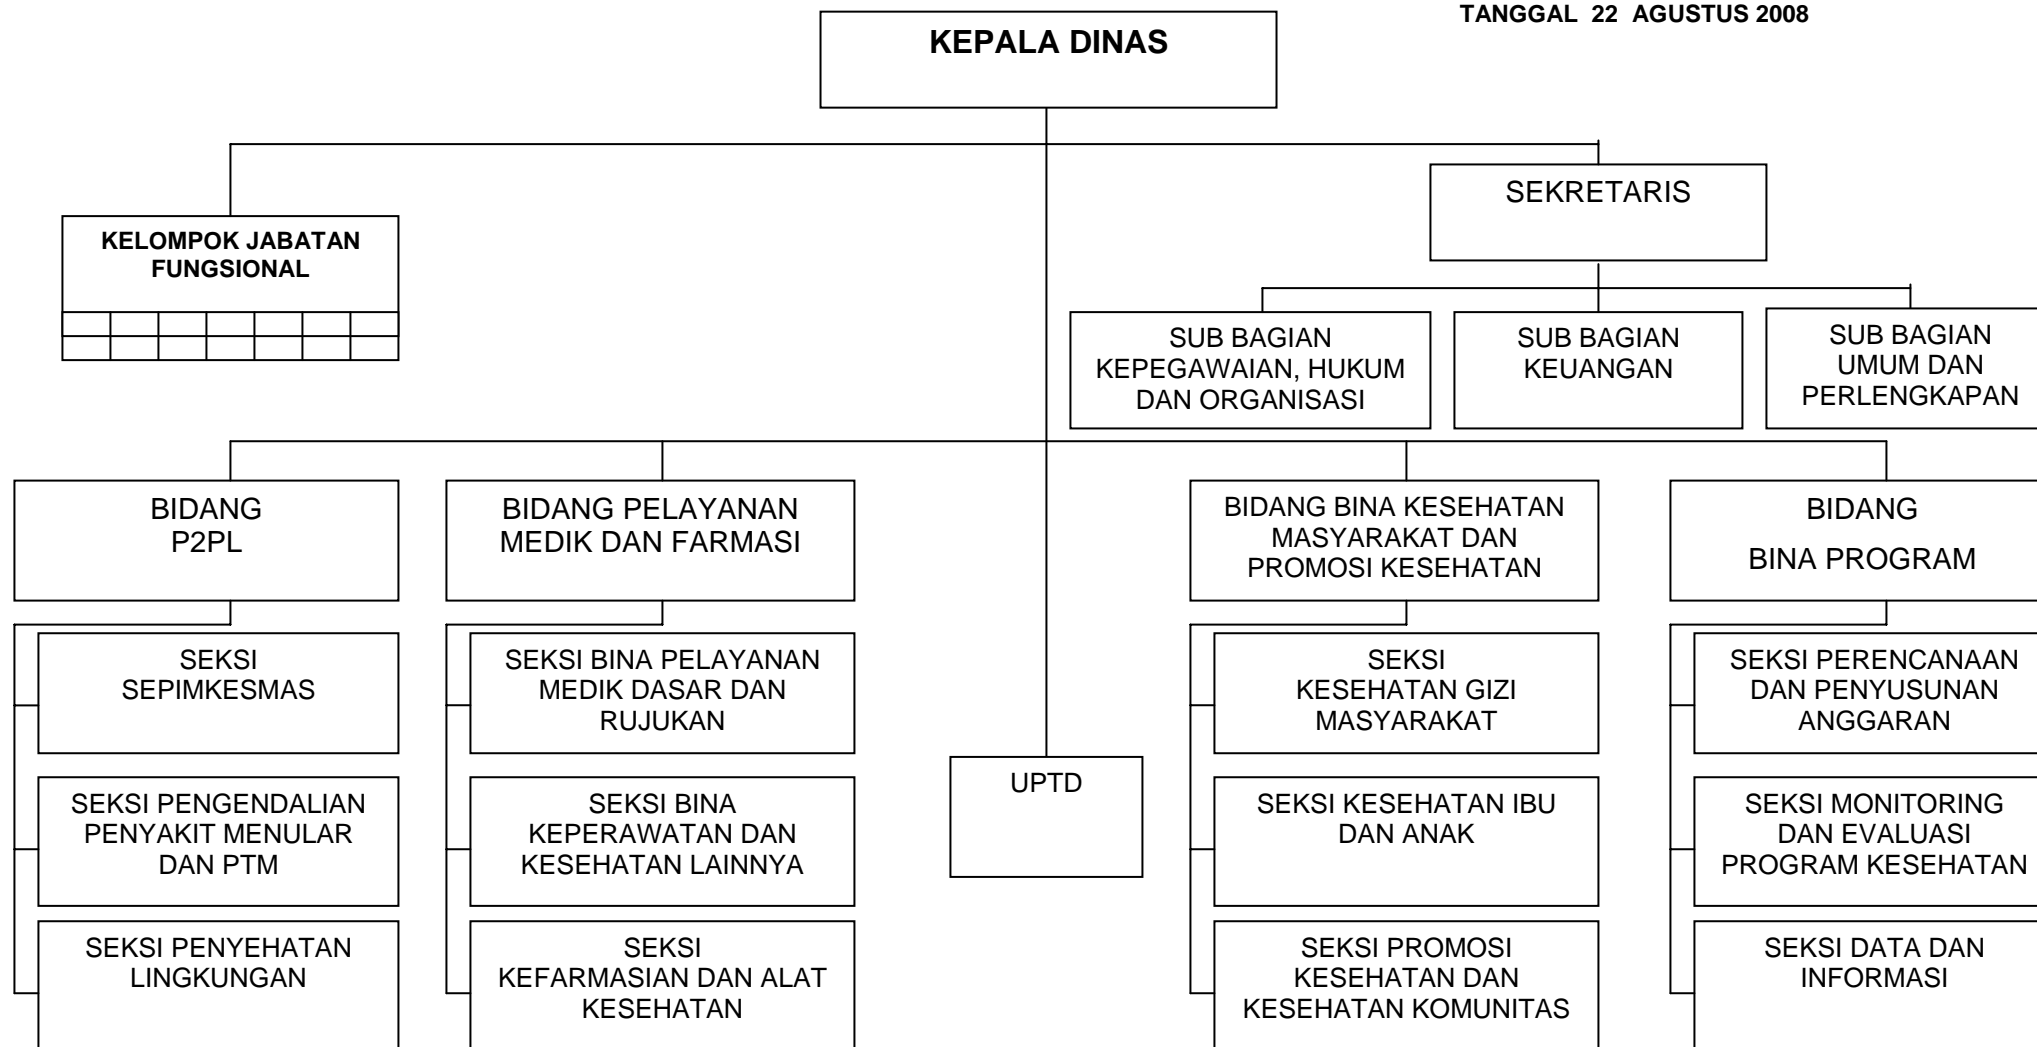 TANGGAL 22 AGUSTUS 2008
KEPALA DINAS
SEKRETARIS
KELOMPOK JABATAN
FUNGSIONAL
SUB BAGIAN
KEPEGAWAIAN, HUKUM
DAN ORGANISASI
SUB BAGIAN
KEUANGAN
SUB BAGIAN
UMUM DAN
PERLENGKAPAN
BIDANG
P2PL
BIDANG PELAYANAN
MEDIK DAN FARMASI
BIDANG BINA KESEHATAN
MASYARAKAT DAN
PROMOSI KESEHATAN
BIDANG
BINA PROGRAM
SEKSI
SEPIMKESMAS
SEKSI BINA PELAYANAN
MEDIK DASAR DAN
RUJUKAN
SEKSI
KESEHATAN GIZI
MASYARAKAT
SEKSI PERENCANAAN
DAN PENYUSUNAN
ANGGARAN
UPTD
SEKSI PENGENDALIAN
PENYAKIT MENULAR
DAN PTM
SEKSI BINA
KEPERAWATAN DAN
KESEHATAN LAINNYA
SEKSI KESEHATAN IBU
DAN ANAK
SEKSI MONITORING
DAN EVALUASI
PROGRAM KESEHATAN
SEKSI PENYEHATAN
LINGKUNGAN
SEKSI
KEFARMASIAN DAN ALAT
KESEHATAN
SEKSI PROMOSI
KESEHATAN DAN
KESEHATAN KOMUNITAS
SEKSI DATA DAN
INFORMASI